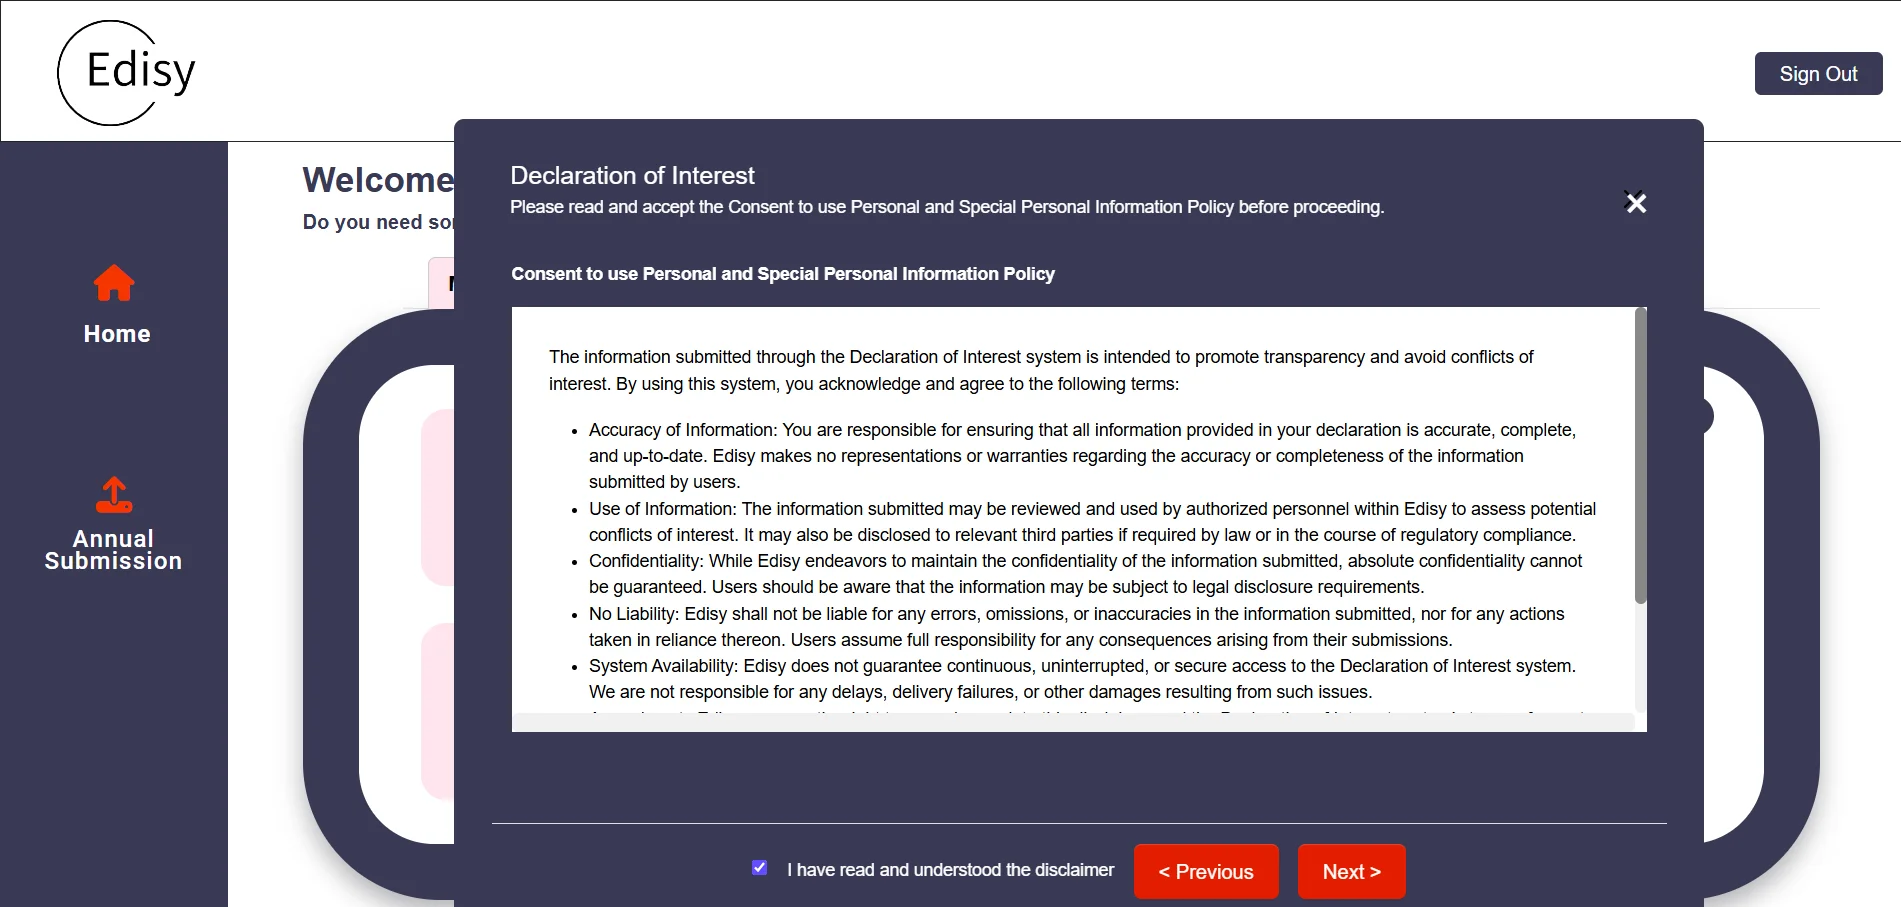 Edisy
Sign Out
Welcome
Do you need
Home
Annual
Submission
Declaration of Interest
Please read and accept the Consent to use Personal and Special Personal Information Policy before proceeding.
Consent to use Personal and Special Personal Information Policy
The information submitted through the Declaration of Interest system is intended to promote transparency and avoid conflicts of
interest. By using this system, you acknowledge and agree to the following terms:
• Accuracy of Information: You are responsible for ensuring that all information provided in your declaration is accurate, complete,
and up-to-date. Edisy makes no representations or warranties regarding the accuracy or completeness of the information
submitted by users.
• Use of Information: The information submitted may be reviewed and used by authorized personnel within Edisy to assess potential
conflicts of interest. It may also be disclosed to relevant third parties if required by law or in the course of regulatory compliance.
• Confidentiality: While Edisy endeavors to maintain the confidentiality of the information submitted, absolute confidentiality cannot
be guaranteed. Users should be aware that the information may be subject to legal disclosure requirements.
• No Liability: Edisy shall not be liable for any errors, omissions, or inaccuracies in the information submitted, nor for any actions
taken in reliance thereon. Users assume full responsibility for any consequences arising from their submissions.
• System Availability: Edisy does not guarantee continuous, uninterrupted, or secure access to the Declaration of Interest system.
We are not responsible for any delays, delivery failures, or other damages resulting from such issues.
I have read and understood the disclaimer
< Previous
Next >